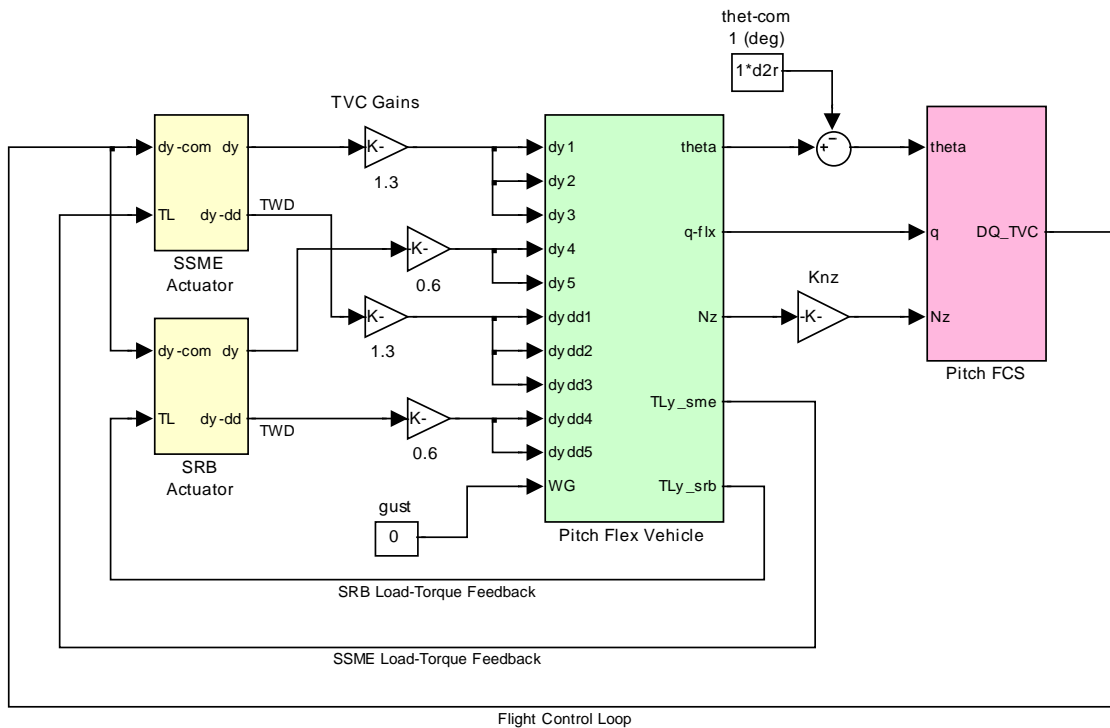 thet-com
1 (deg)
1*d2r
TVC Gains
dy-com dy
TL dy-dd
SSME
Actuator
TWD
K-
1.3
-K-
0.6
K-
1.3
K-
0.6
dy-com dy
TL dy-dd
SRB
Actuator
TWD
gust
0
dy1
dy2
dy3
dy4
dy5
dydd1
dydd2
dydd3
dydd4
dydd5
WG
theta
q-flx
Nz
TLy_sme
TLy_srb
Pitch Flex Vehicle
+
-
Knz
-K-
theta
q
Nz
DQ_TVC
Pitch FCS
SRB Load-Torque Feedback
SSME Load-Torque Feedback
Flight Control Loop